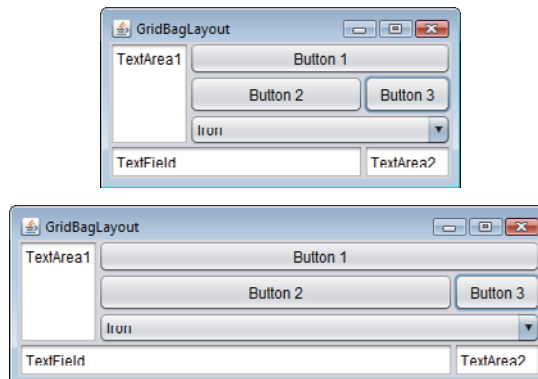 GridBagLayout
TextArea1 Button 1
Button 2 Button 3
Iron
TextField TextArea2
GridBagLayout
TextArea1 Button 1
Button 2 Button 3
Iron
TextField TextArea2